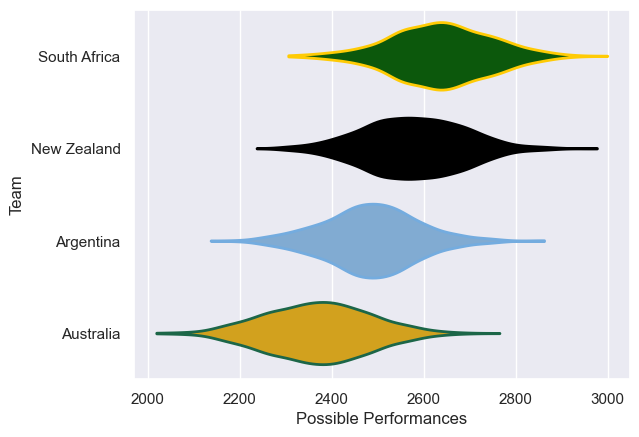 South Africa
New Zealand
Argentina
Australia
Team
2000 2200 2400 2600 2800 3000
Possible Performances